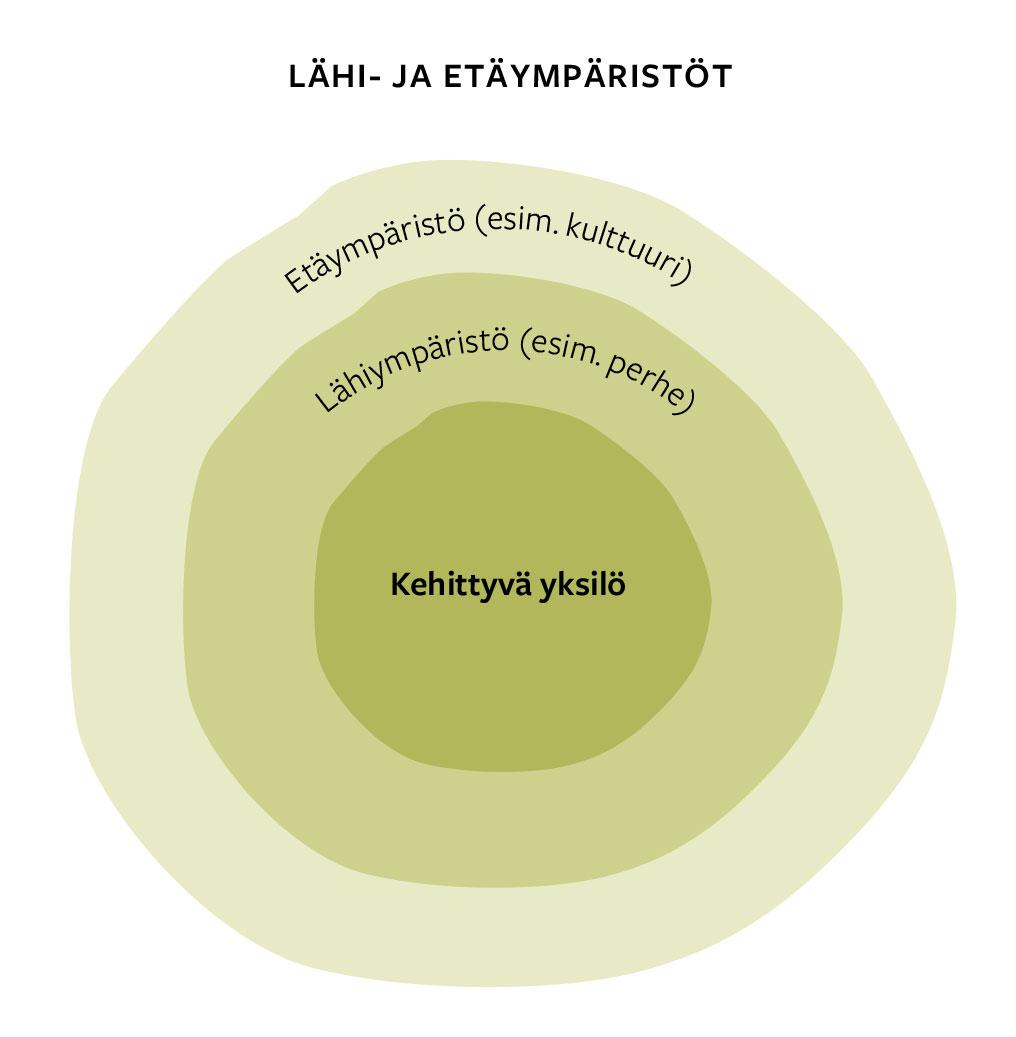 LÄHI- JA ETÄYMPÄRISTÖT
Etäympäristö (esim. kulttuuri)
Lähiympäristö (esim. perhe)
Kehittyvä yksilö